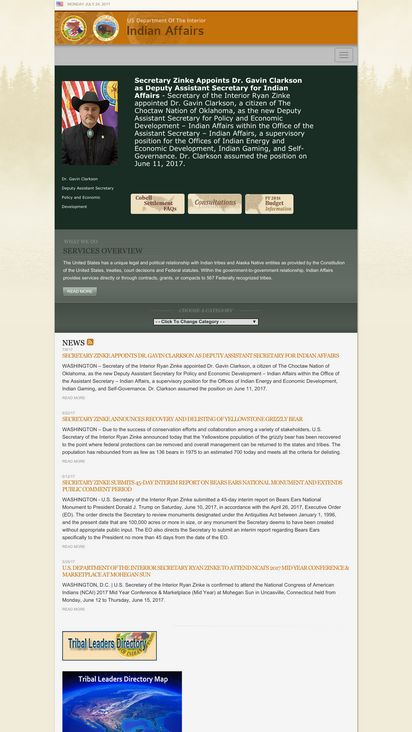 MONDAY JULY 24, 2017
US Department Of The Interior
Indian Affairs
Secretary Zinke Appoints Dr. Gavin Clarkson
as Deputy Assistant Secretary for Indian
Affairs - Secretary of the Interior Ryan Zinke
appointed Dr. Gavin Clarkson, a citizen of The
Choctaw Nation of Oklahoma, as the new Deputy
Assistant Secretary for Policy and Economic
Development – Indian Affairs within the Office of the
Assistant Secretary – Indian Affairs, a supervisory
position for the Offices of Indian Energy and
Economic Development, Indian Gaming, and Self-
Governance. Dr. Clarkson assumed the position on
June 11, 2017.
Dr. Gavin Clarkson
Deputy Assistant Secretary
Policy and Economic
Development
Cobell
Settlement
FAQs
Consultations
FY 2018
Budget
Information
WHAT WE DO
SERVICES OVERVIEW
The United States has a unique legal and political relationship with Indian tribes and Alaska Native entities as provided by the Constitution
of the United States, treaties, court decisions and Federal statutes. Within the government-to-government relationship, Indian Affairs
provides services directly or through contracts, grants, or compacts to 567 Federally recognized tribes.
READ MORE
CHOOSE A CATEGORY
- - Click To Change Category - -
NEWS
SECRETARY ZINKE APPOINTS DR. GAVIN CLARKSON AS DEPUTY ASSISTANT SECRETARY FOR INDIAN AFFAIRS
WASHINGTON – Secretary of the Interior Ryan Zinke appointed Dr. Gavin Clarkson, a citizen of The Choctaw Nation of
Oklahoma, as the new Deputy Assistant Secretary for Policy and Economic Development – Indian Affairs within the Office of
the Assistant Secretary – Indian Affairs, a supervisory position for the Offices of Indian Energy and Economic Development,
Indian Gaming, and Self-Governance. Dr. Clarkson assumed the position on June 11, 2017.
READ MORE
SECRETARY ZINKE ANNOUNCES RECOVERY AND DELISTING OF YELLOWSTONE GRIZZLY BEAR
WASHINGTON – Due to the success of conservation efforts and collaboration among a variety of stakeholders, U.S.
Secretary of the Interior Ryan Zinke announced today that the Yellowstone population of the grizzly bear has been recovered
to the point where federal protections can be removed and overall management can be returned to the states and tribes. The
population has rebounded from as few as 136 bears in 1975 to an estimated 700 today and meets all the criteria for delisting.
READ MORE
SECRETARY ZINKE SUBMITS 45-DAY INTERIM REPORT ON BEARS EARS NATIONAL MONUMENT AND EXTENDS
PUBLIC COMMENT PERIOD
WASHINGTON - U.S. Secretary of the Interior Ryan Zinke submitted a 45-day interim report on Bears Ears National
Monument to President Donald J. Trump on Saturday, June 10, 2017, in accordance with the April 26, 2017, Executive Order
(EO). The order directs the Secretary to review monuments designated under the Antiquities Act between January 1, 1996,
and the present date that are 100,000 acres or more in size, or any monument the Secretary deems to have been created
without appropriate public input. The EO also directs the Secretary to submit an interim report regarding Bears Ears
specifically to the President no more than 45 days from the date of the EO.
READ MORE
U.S. DEPARTMENT OF THE INTERIOR SECRETARY RYAN ZINKE TO ATTEND NCAI'S 2017 MID YEAR CONFERENCE &
MARKETPLACE AT MOHEGAN SUN
WASHINGTON, D.C. | U.S. Secretary of the Interior Ryan Zinke is confirmed to attend the National Congress of American
Indians (NCAI) 2017 Mid Year Conference & Marketplace (Mid Year) at Mohegan Sun in Uncasville, Connecticut held from
Monday, June 12 to Thursday, June 15, 2017.
READ MORE
Tribal Leaders Directory
Tribal Leaders Directory Map